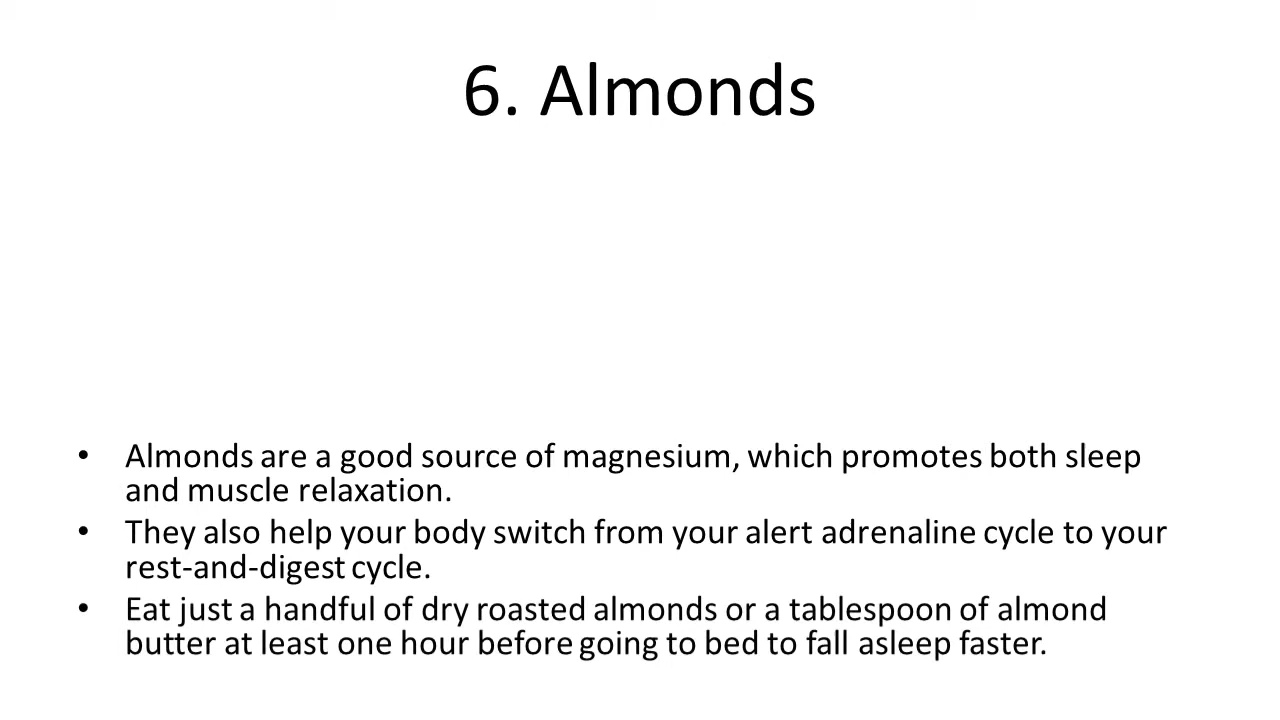 6. Almonds
• Almonds are a good source of magnesium, which promotes both sleep
and muscle relaxation.
• They also help your body switch from your alert adrenaline cycle to your
rest-and-digest cycle.
• Eat just a handful of dry roasted almonds or a tablespoon of almond
butter at least one hour before going to bed to fall asleep faster.